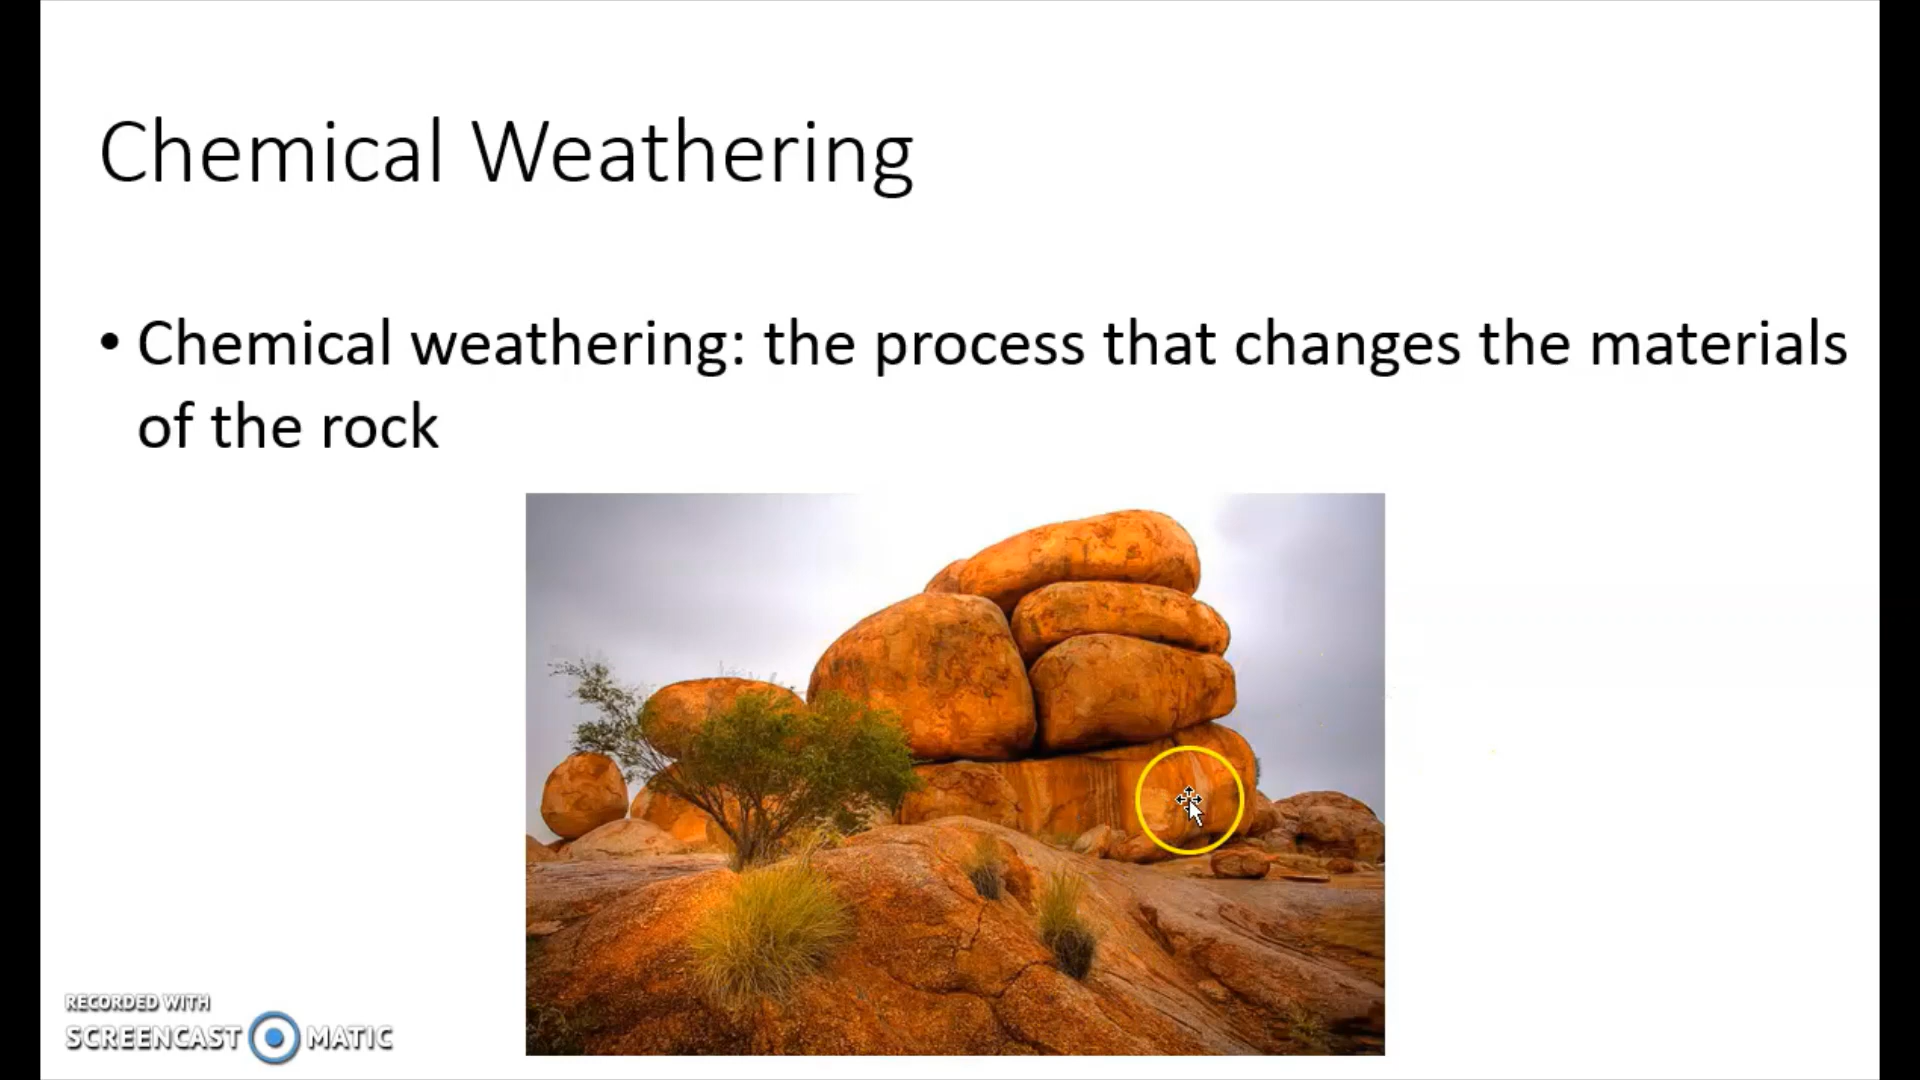 Chemical Weathering
• Chemical weathering: the process that changes the materials
of the rock
RECORDED WITH
SCREENCAST MATIC